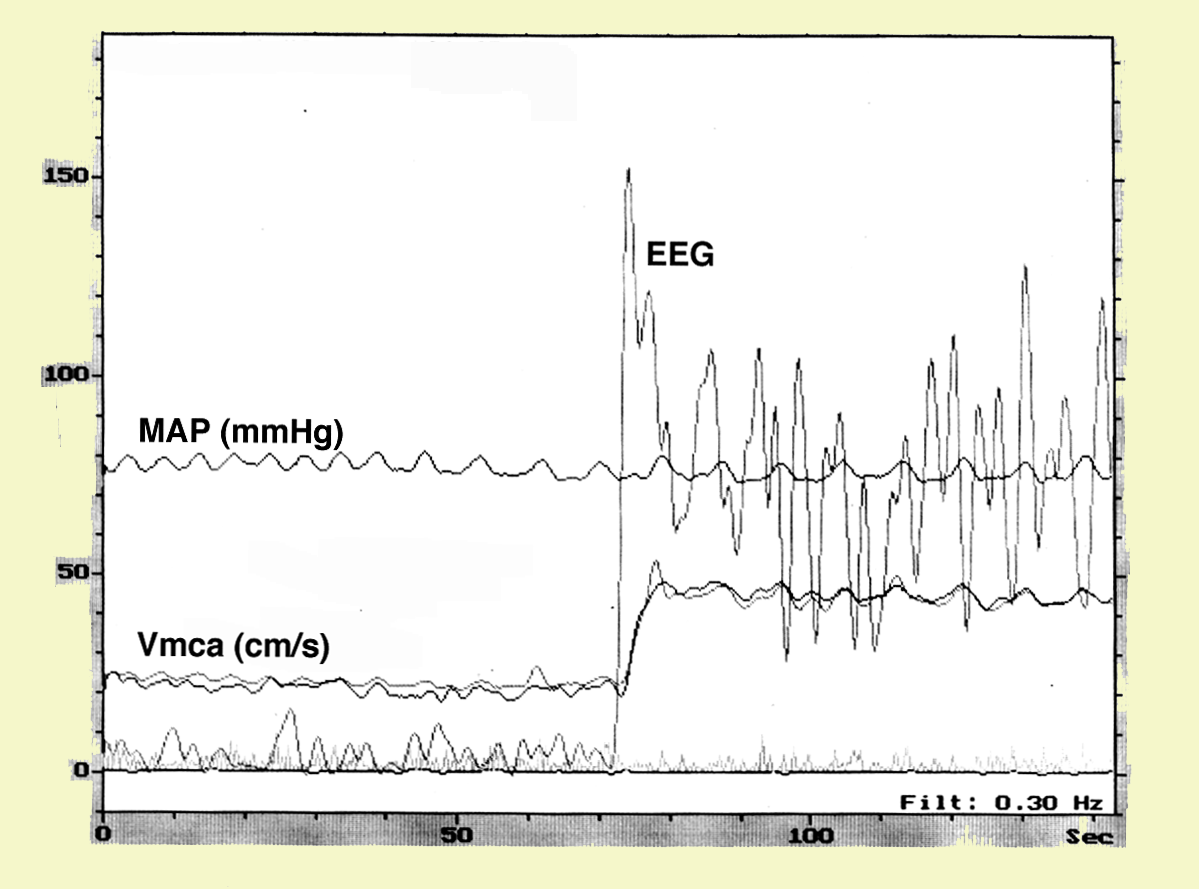 150
EEG
100
MAP (mmHg)
50
Vmca (cm/s)
0
Filt: 0.30 Hz
0 50 100 Sec